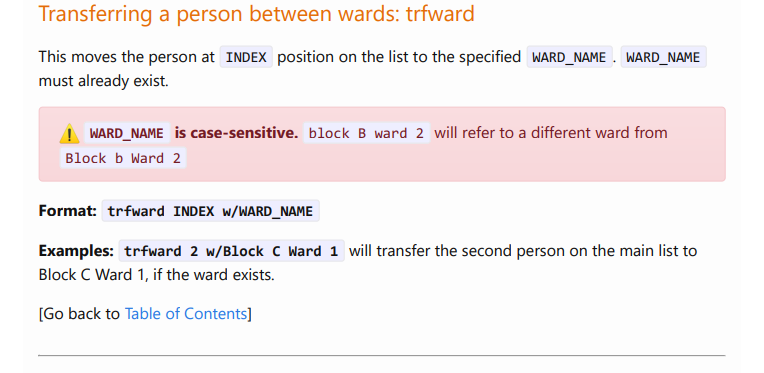 Transferring a person between wards: trfward
This moves the person at INDEX position on the list to the specified WARD_NAME. WARD_NAME
must already exist.
⚠️ WARD_NAME is case-sensitive. block B ward 2 will refer to a different ward from
Block b Ward 2
Format: trfward INDEX w/WARD_NAME
Examples: trfward 2 w/Block C Ward 1 will transfer the second person on the main list to
Block C Ward 1, if the ward exists.
[Go back to Table of Contents]